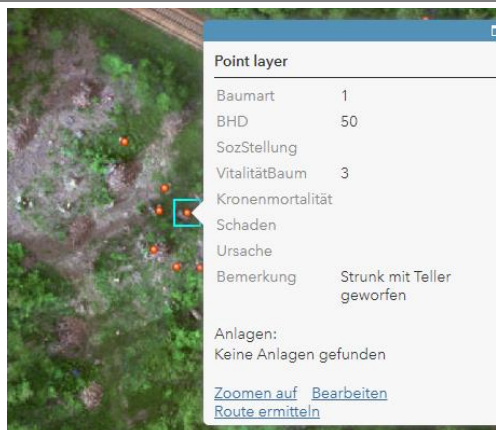 Point layer
Baumart 1
BHD 50
SozStellung
VitalitätBaum 3
Kronenmortalität
Schaden
Ursache
Bemerkung Strunk mit Teller
geworfen
Anlagen:
Keine Anlagen gefunden
Zoomen auf Bearbeiten
Route ermitteln